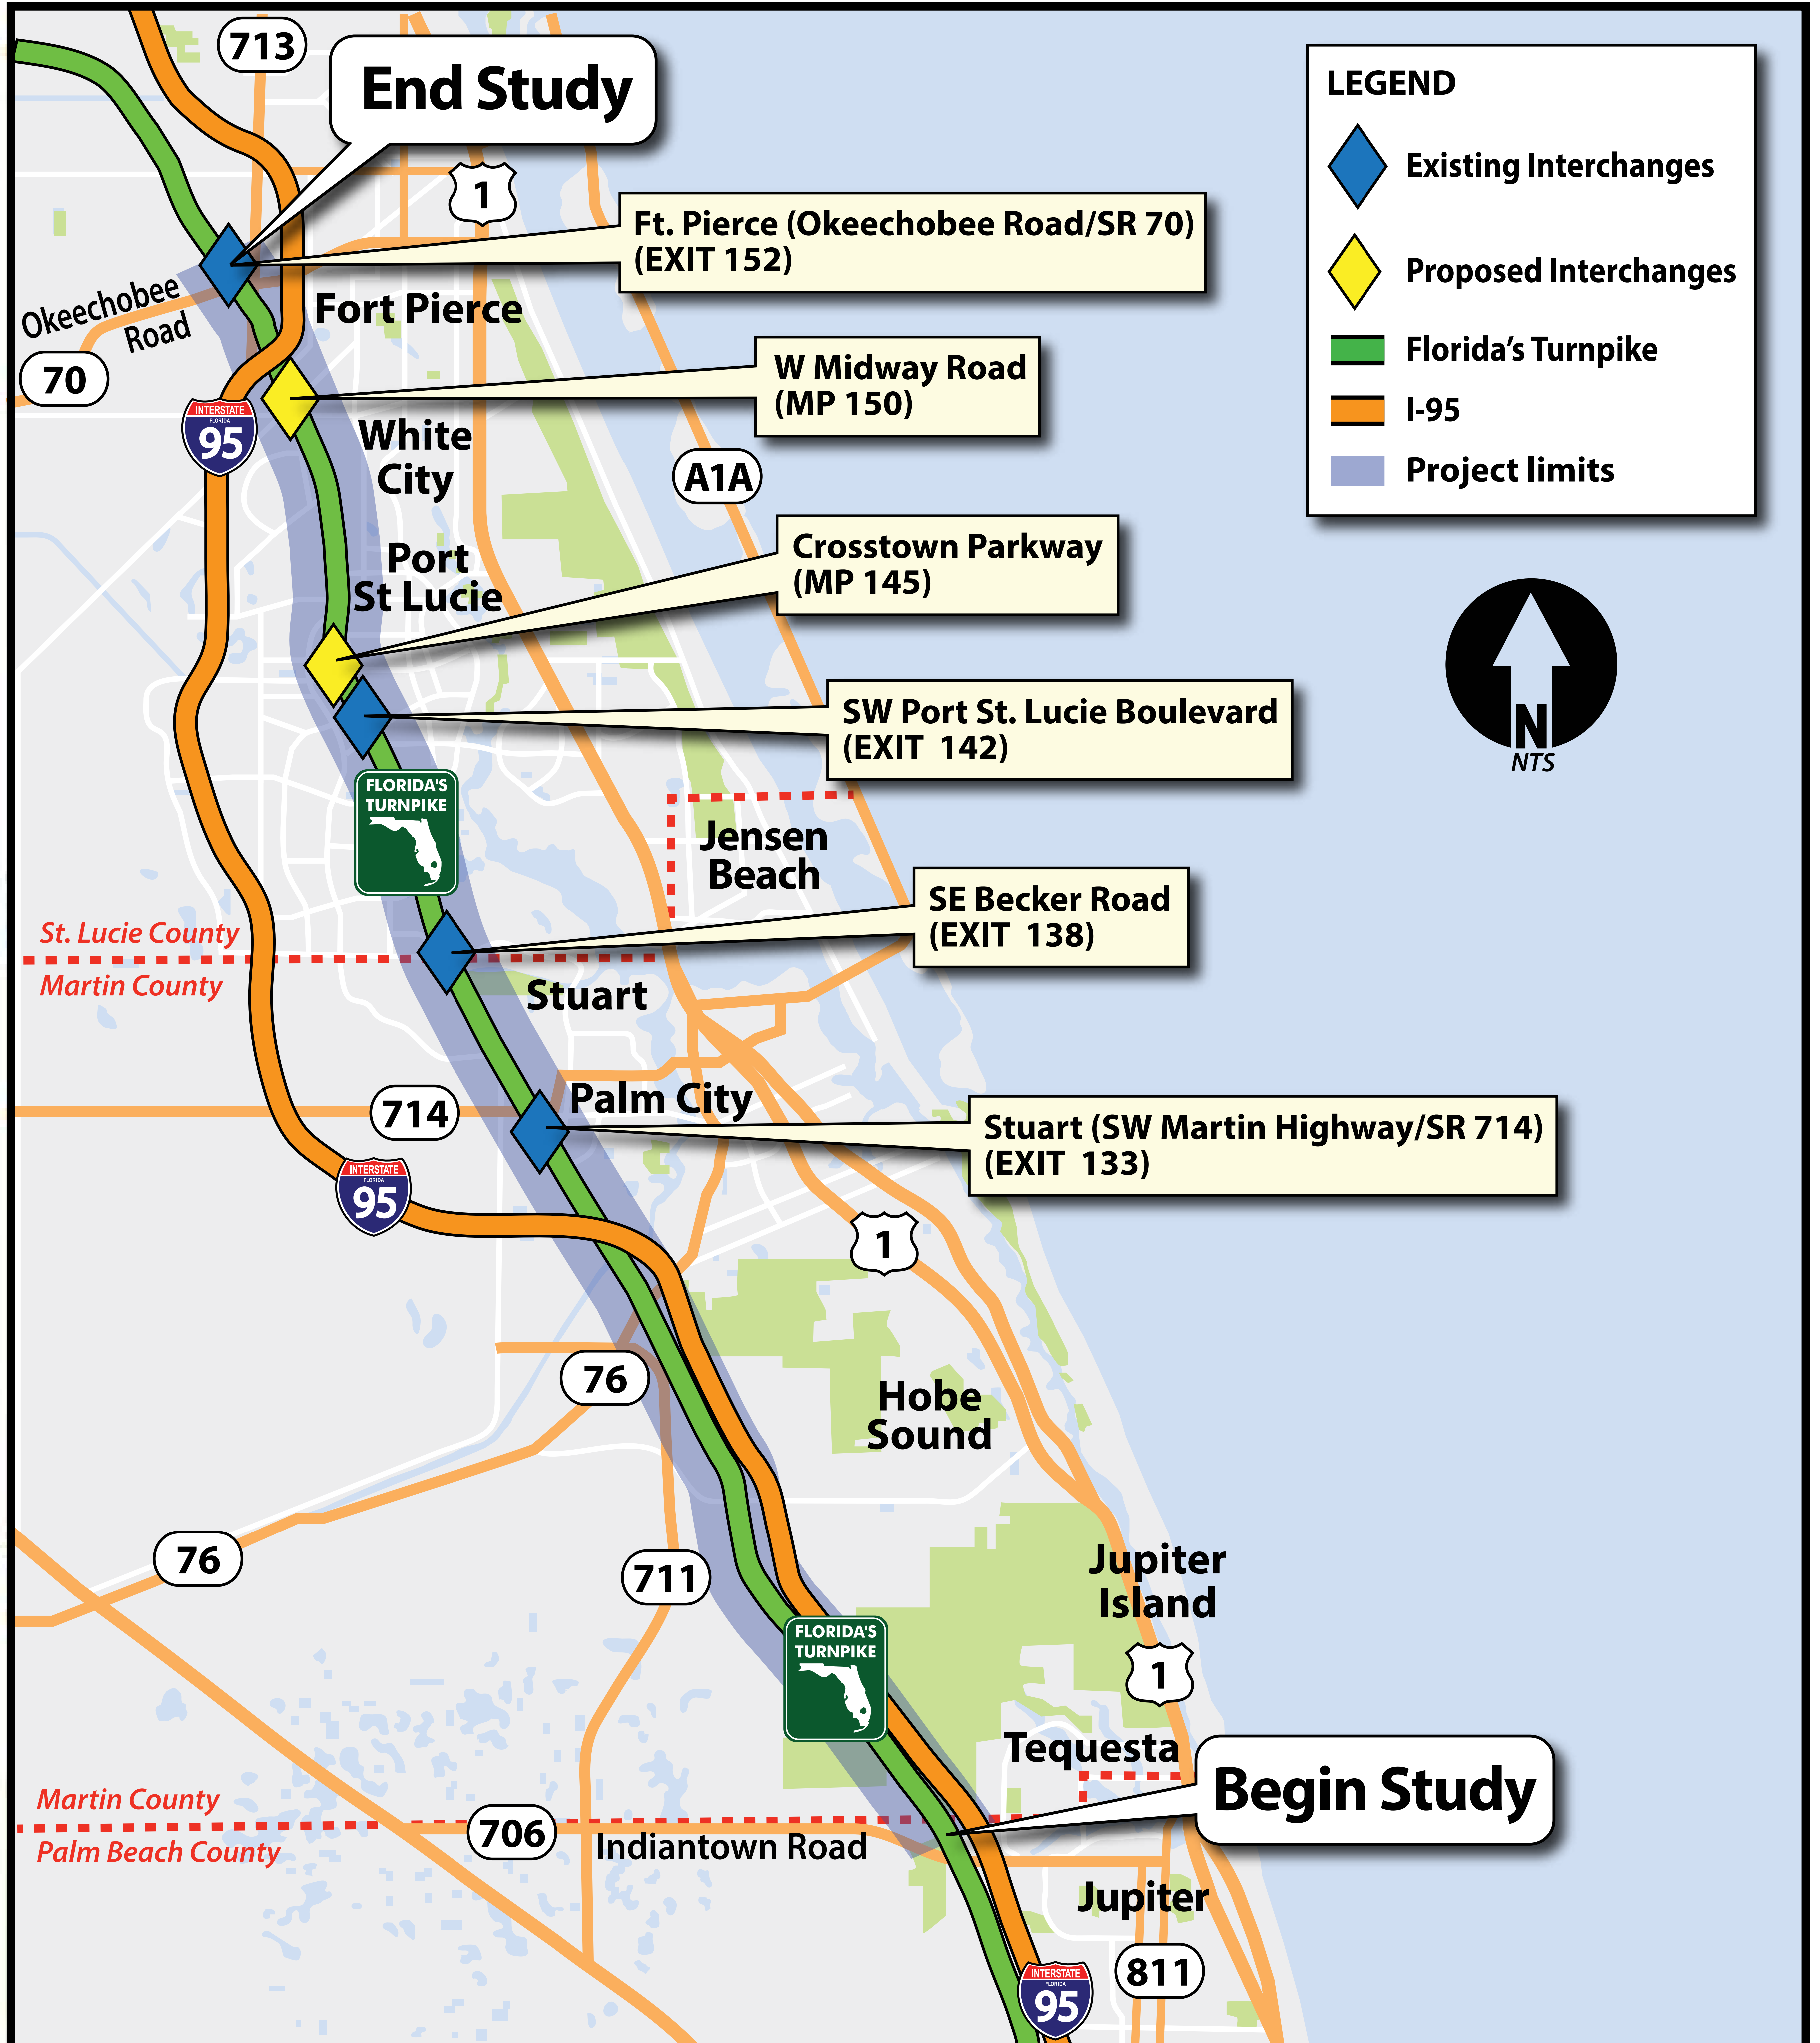 713
End Study
1
Ft. Pierce (Okeechobee Road/SR 70)
(EXIT 152)
Okeechobee
Road
70
Fort Pierce
INTERSTATE
FLORIDA
95
W Midway Road
(MP 150)
White
City
A1A
Port
St Lucie
Crosstown Parkway
(MP 145)
SW Port St. Lucie Boulevard
(EXIT 142)
FLORIDA'S
TURNPIKE
Jensen
Beach
SE Becker Road
(EXIT 138)
St. Lucie County
Martin County
Stuart
714
Palm City
Stuart (SW Martin Highway/SR 714)
(EXIT 133)
INTERSTATE
FLORIDA
95
1
76
Hobe
Sound
76
711
Jupiter
Island
FLORIDA'S
TURNPIKE
1
Tequesta
Begin Study
Martin County
Palm Beach County
706
Indiantown Road
Jupiter
811
INTERSTATE
FLORIDA
95
LEGEND
Existing Interchanges
Proposed Interchanges
Florida's Turnpike
I-95
Project limits
N
NTS